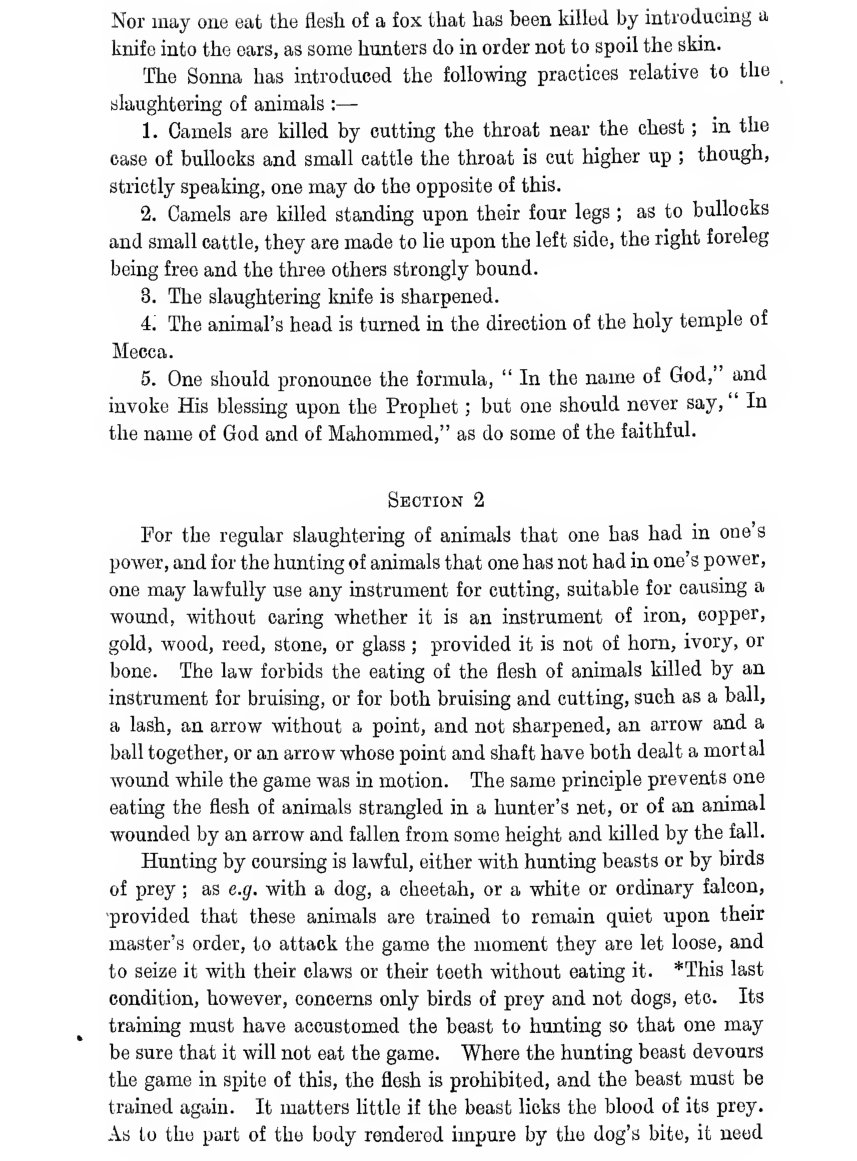 Nor may one eat the flesh of a fox that has been killed by introducing a
knife into the ears, as some hunters do in order not to spoil the skin.
The Sonna has introduced the following practices relative to the
slaughtering of animals :—
1. Camels are killed by cutting the throat near the chest ; in the
case of bullocks and small cattle the throat is cut higher up ; though,
strictly speaking, one may do the opposite of this.
2. Camels are killed standing upon their four legs ; as to bullocks
and small cattle, they are made to lie upon the left side, the right foreleg
being free and the three others strongly bound.
3. The slaughtering knife is sharpened.
4. The animal's head is turned in the direction of the holy temple of
Mecca.
5. One should pronounce the formula, “ In the name of God,” and
invoke His blessing upon the Prophet ; but one should never say, “ In
the name of God and of Mahommed,” as do some of the faithful.
SECTION 2
For the regular slaughtering of animals that one has had in one's
power, and for the hunting of animals that one has not had in one's power,
one may lawfully use any instrument for cutting, suitable for causing a
wound, without caring whether it is an instrument of iron, copper,
gold, wood, reed, stone, or glass ; provided it is not of horn, ivory, or
bone. The law forbids the eating of the flesh of animals killed by an
instrument for bruising, or for both bruising and cutting, such as a ball,
a lash, an arrow without a point, and not sharpened, an arrow and a
ball together, or an arrow whose point and shaft have both dealt a mortal
wound while the game was in motion. The same principle prevents one
eating the flesh of animals strangled in a hunter's net, or of an animal
wounded by an arrow and fallen from some height and killed by the fall.
Hunting by coursing is lawful, either with hunting beasts or by birds
of prey ; as e.g. with a dog, a cheetah, or a white or ordinary falcon,
provided that these animals are trained to remain quiet upon their
master's order, to attack the game the moment they are let loose, and
to seize it with their claws or their teeth without eating it. *This last
condition, however, concerns only birds of prey and not dogs, etc. Its
training must have accustomed the beast to hunting so that one may
be sure that it will not eat the game. Where the hunting beast devours
the game in spite of this, the flesh is prohibited, and the beast must be
trained again. It matters little if the beast licks the blood of its prey.
As to the part of the body rendered impure by the dog's bite, it need